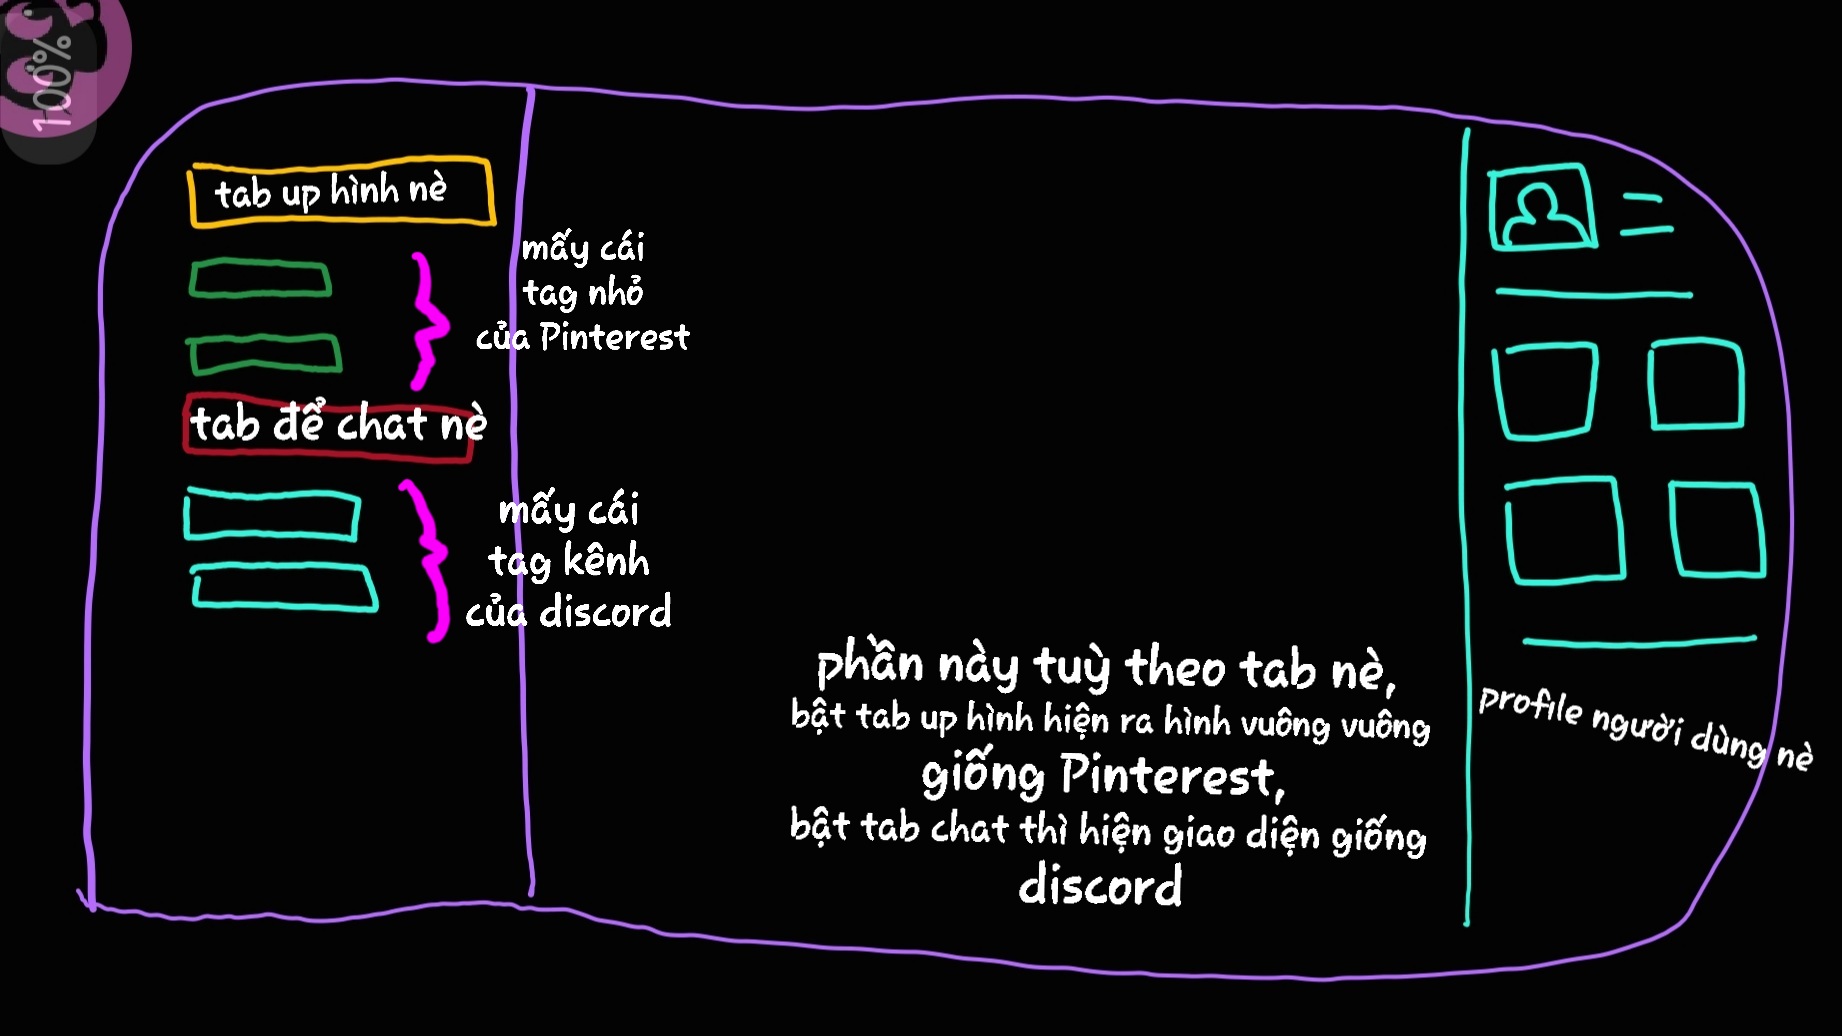 100%
tab up hình nè
mấy cái
tag nhỏ
của Pinterest
tab để chat nè
mấy cái
tag kênh
của discord
phần này tuỳ theo tab nè,
bật tab up hình hiện ra hình vuông vuông
giống Pinterest,
bật tab chat thì hiện giao diện giống
discord
profile người dùng nè